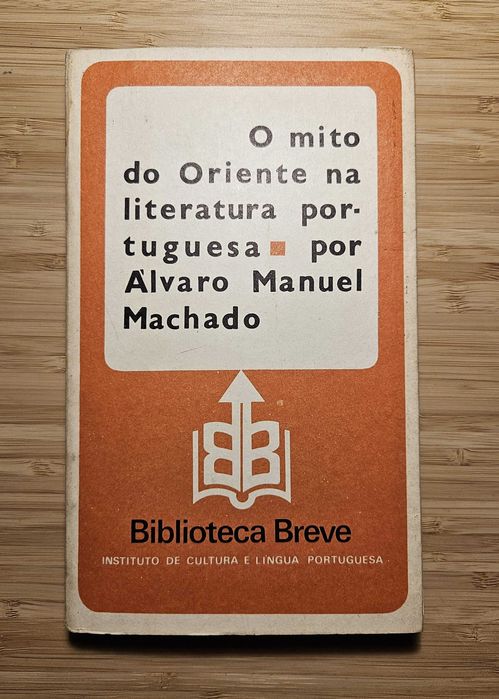 O mito
do Oriente na
literatura por-
tuguesa ■ por
Álvaro Manuel
Machado
BB
Biblioteca Breve
INSTITUTO DE CULTURA E LÍNGUA PORTUGUESA